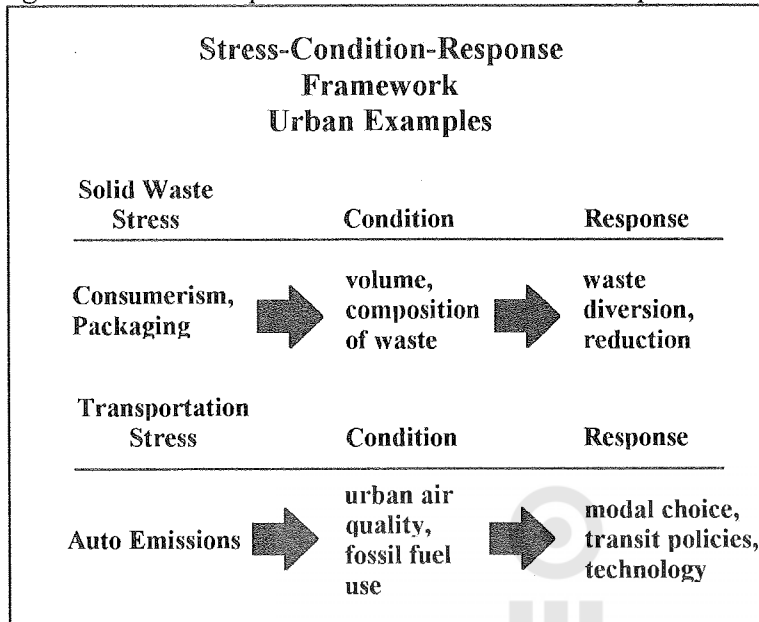 Stress-Condition-Response
Framework
Urban Examples
Solid Waste
Stress Condition Response
Consumerism, Packaging
volume, composition of waste
waste diversion, reduction
Transportation
Stress Condition Response
Auto Emissions
urban air quality, fossil fuel use
modal choice, transit policies, technology